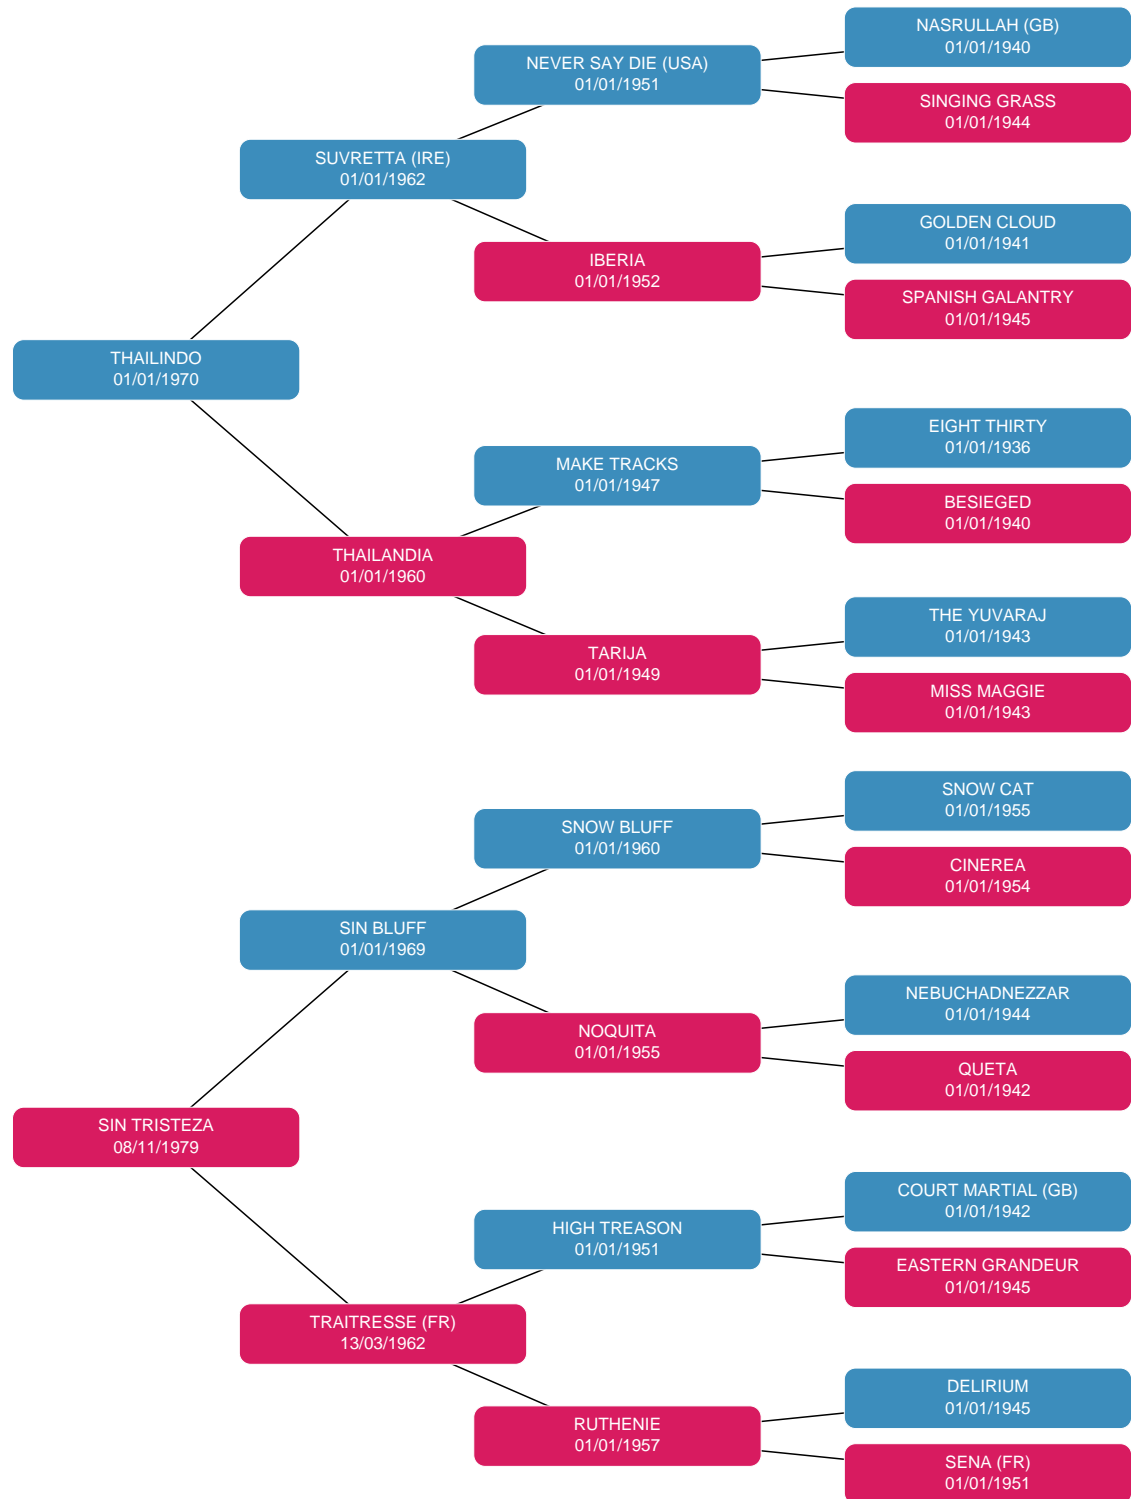 NASRULLAH (GB)
01/01/1940
NEVER SAY DIE (USA)
01/01/1951
SINGING GRASS
01/01/1944
SUVRETTA (IRE)
01/01/1962
GOLDEN CLOUD
01/01/1941
IBERIA
01/01/1952
SPANISH GALANTRY
01/01/1945
THAILINDO
01/01/1970
EIGHT THIRTY
01/01/1936
MAKE TRACKS
01/01/1947
BESIEGED
01/01/1940
THAILANDIA
01/01/1960
THE YUVARAJ
01/01/1943
TARIJA
01/01/1949
MISS MAGGIE
01/01/1943
SNOW CAT
01/01/1955
SNOW BLUFF
01/01/1960
CINEREA
01/01/1954
SIN BLUFF
01/01/1969
NEBUCHADNEZZAR
01/01/1944
NOQUITA
01/01/1955
QUETA
01/01/1942
SIN TRISTEZA
08/11/1979
COURT MARTIAL (GB)
01/01/1942
HIGH TREASON
01/01/1951
EASTERN GRANDEUR
01/01/1945
TRAITRESSE (FR)
13/03/1962
DELIRIUM
01/01/1945
RUTHENIE
01/01/1957
SENA (FR)
01/01/1951